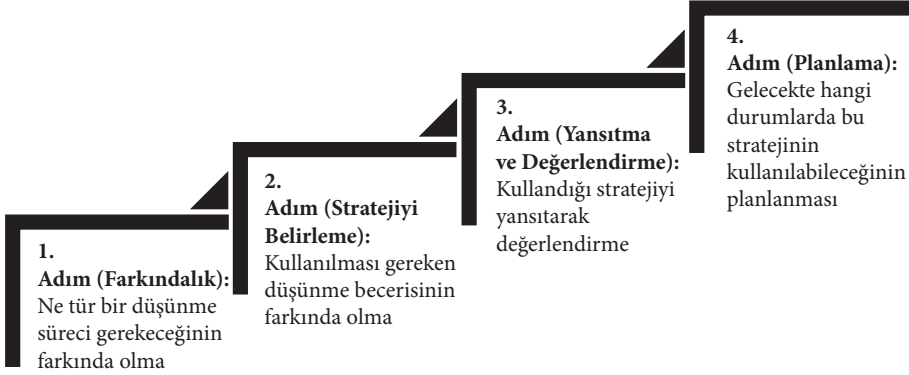 1.
Adım (Farkındalık):
Ne tür bir düşünme
süreci gerekeceğinin
farkında olma
2.
Adım (Stratejiyi
Belirleme):
Kullanılması gereken
düşünme becerisinin
farkında olma
3.
Adım (Yansıtma
ve Değerlendirme):
Kullandığı stratejiyi
yansıtarak
değerlendirme
4.
Adım (Planlama):
Gelecekte hangi
durumlarda bu
stratejinin
kullanılabileceğinin
planlanması